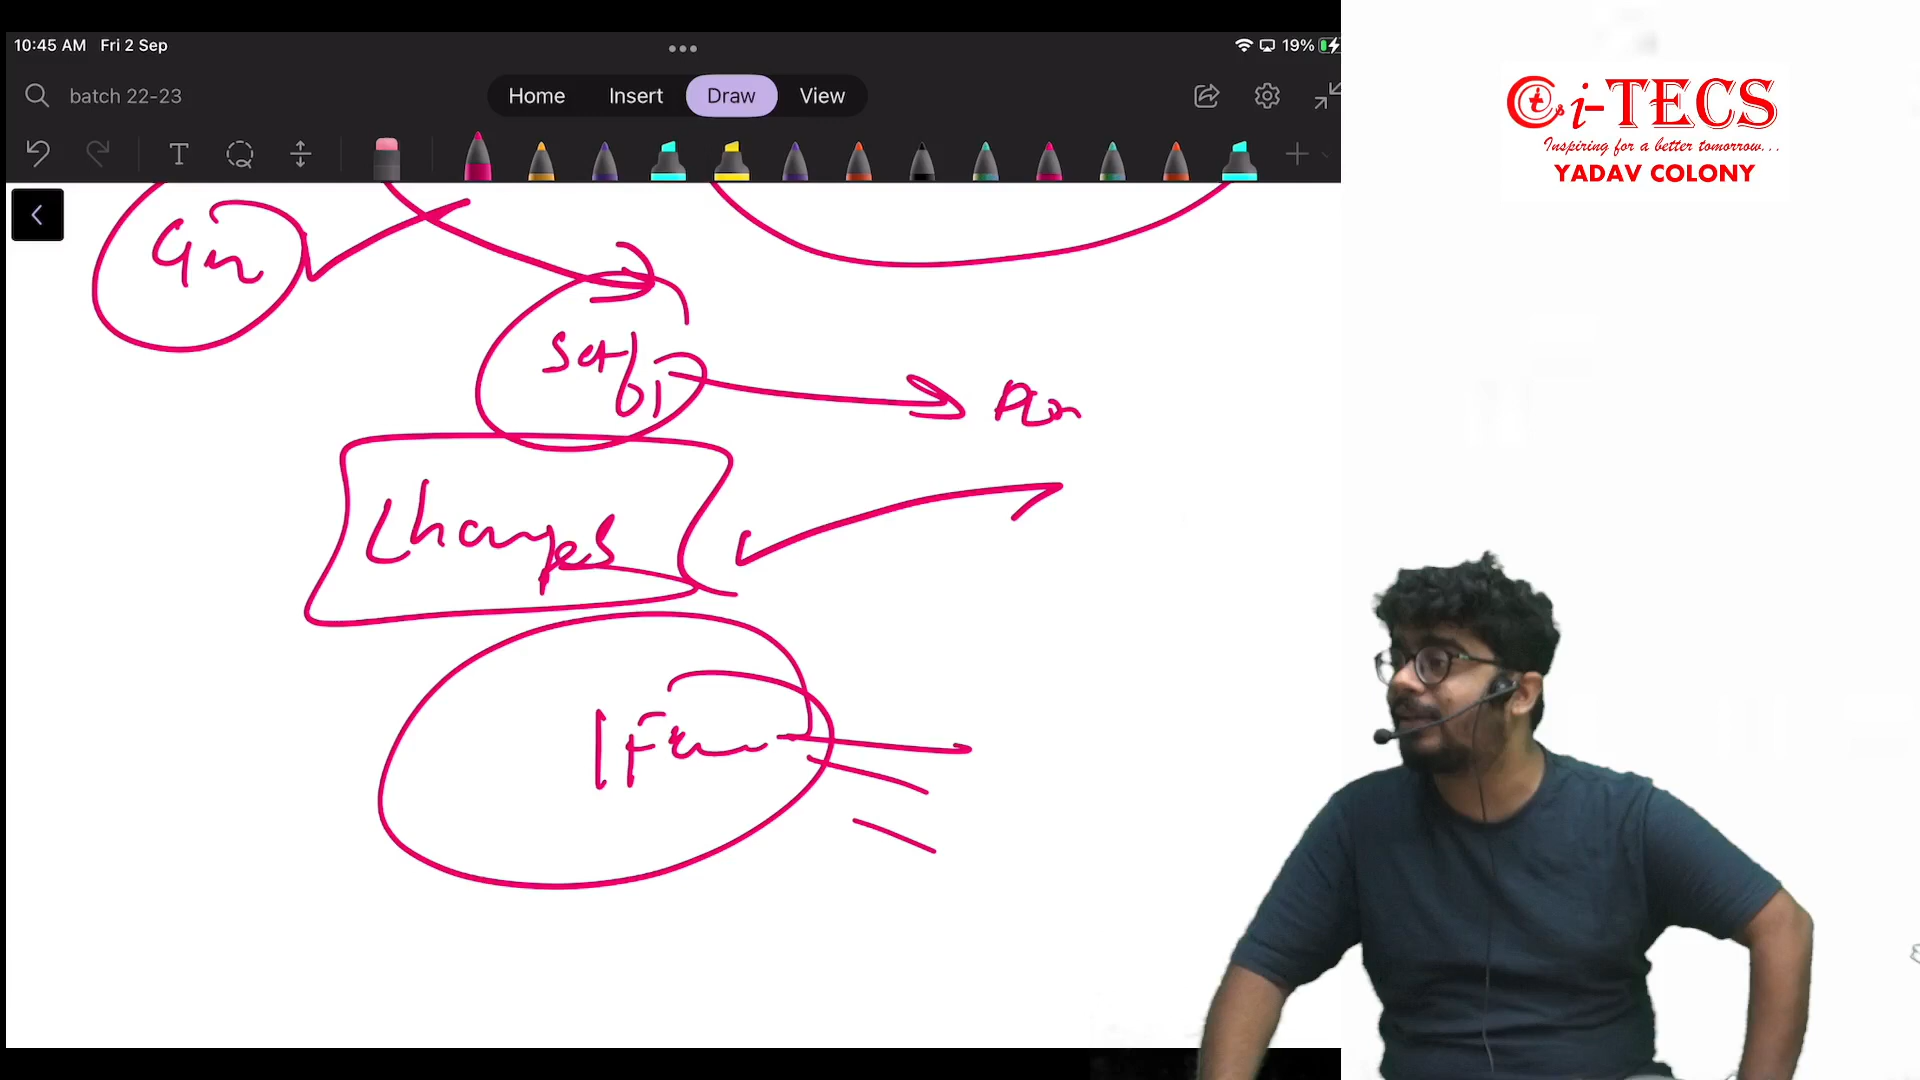 10:45 AM Fri 2 Sep
19%
batch 22-23
Home Insert Draw View
T
i-TECS
Inspiring for a better tomorrow...
YADAV COLONY
Changes